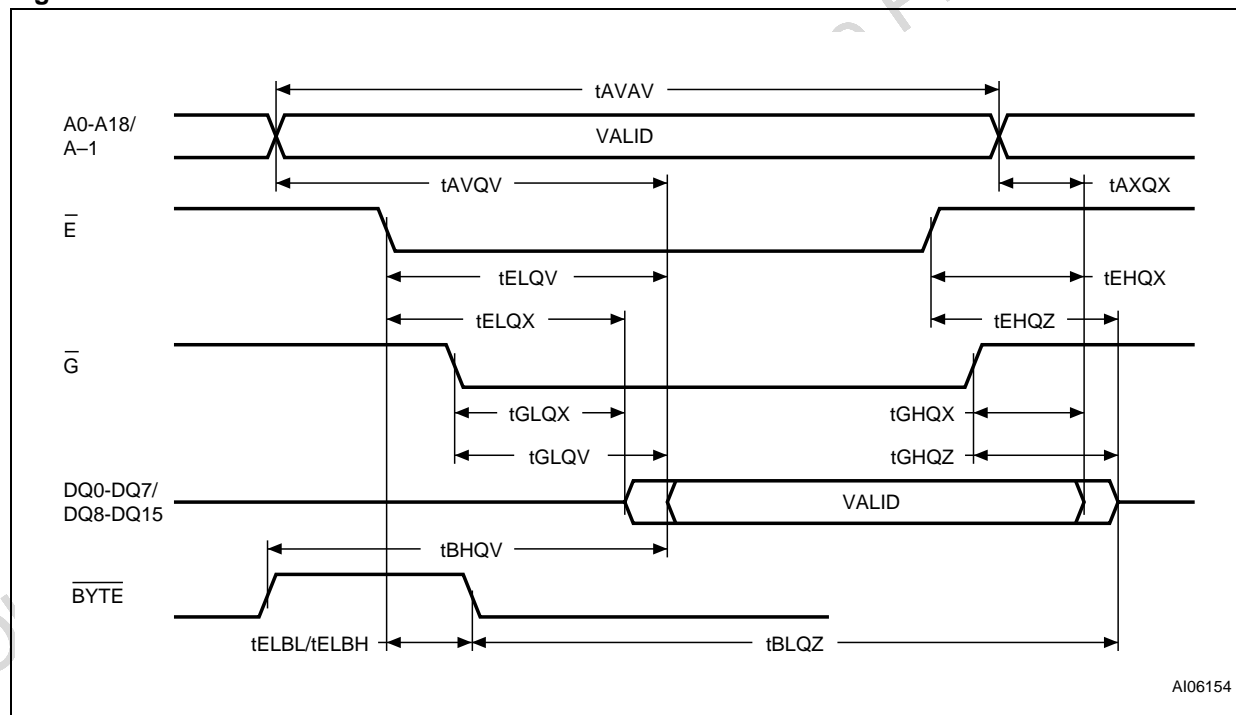 tAVAV
A0-A18/
A–1
VALID
tAVQV
tAXQX
E
tELQV
tEHQX
tELQX
tEHQZ
G
tGLQX
tGHQX
tGLQV
tGHQZ
DQ0-DQ7/
DQ8-DQ15
VALID
tBHQV
BYTE
tELBL/tELBH
tBLQZ
AI06154